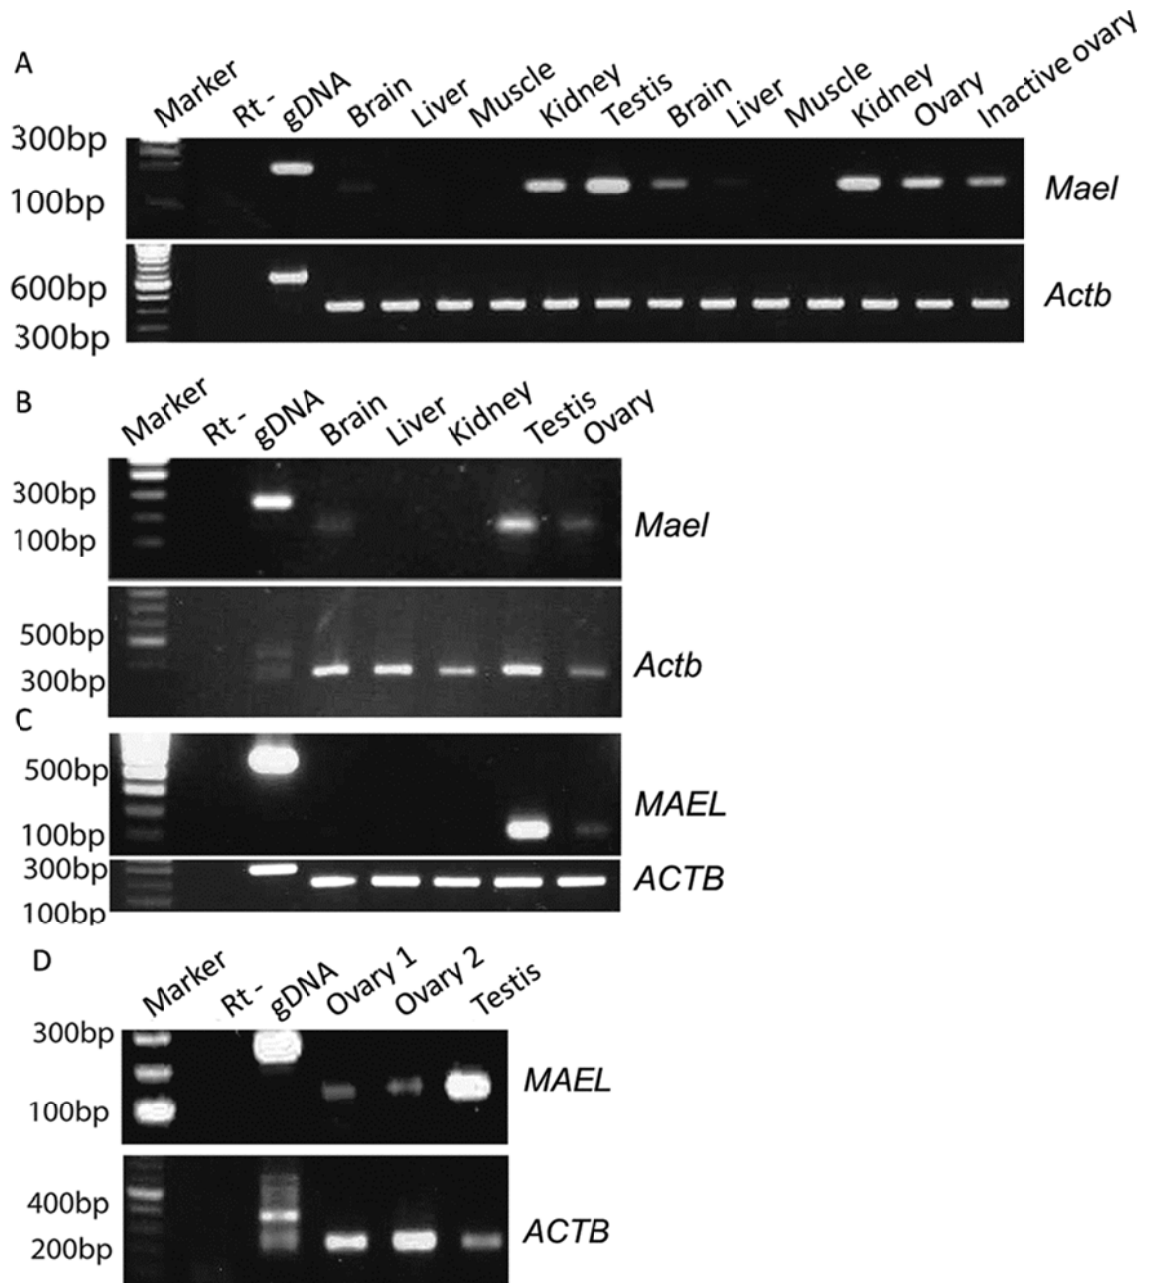 A
Marker Rt - gDNA Brain Liver Muscle Kidney Testis Brain Liver Muscle Kidney Ovary Inactive ovary
300bp
100bp
Mael
600bp
300bp
Actb
B
Marker Rt - gDNA Brain Liver Kidney Testis Ovary
300bp
100bp
Mael
500bp
300bp
Actb
C
500bp
100bp
MAEL
300bp
100bp
ACTB
D
Marker Rt - gDNA Ovary 1 Ovary 2 Testis
300bp
100bp
MAEL
400bp
200bp
ACTB